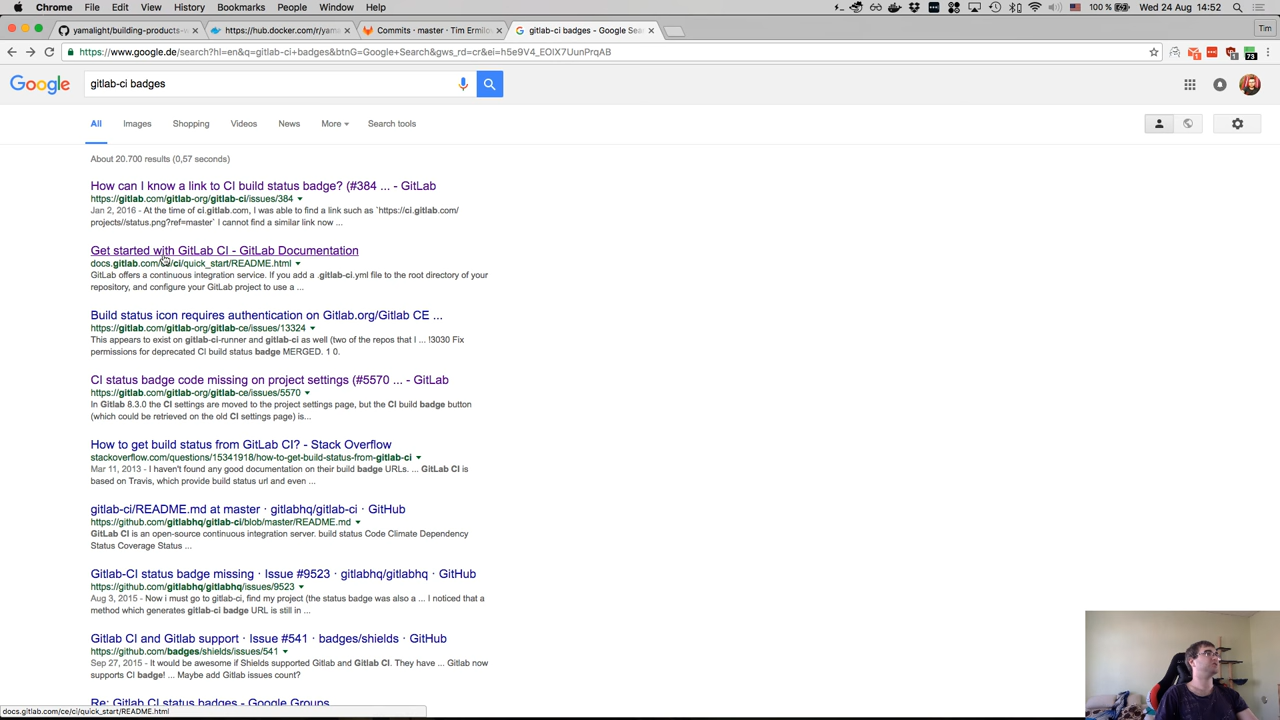 Chrome File Edit View History Bookmarks People Window Help
100% Wed 24 Aug 14:52
yamalight/building-products-w
https://hub.docker.com/r/yama
Commits · master · Tim Ermilo
gitlab-ci badges - Google Sea
Tim
https://www.google.de/search?hl=en&q=gitlab-ci+badges&btnG=Google+Search&gws_rd=cr&ei=h5e9V4_EOIX7UunPrqAB
73
Google
gitlab-ci badges
All Images Shopping Videos News More Search tools
About 20.700 results (0,57 seconds)
How can I know a link to CI build status badge? (#384 ... - GitLab
https://gitlab.com/gitlab-org/gitlab-ci/issues/384
Jan 2, 2016 - At the time of ci.gitlab.com, I was able to find a link such as `https://ci.gitlab.com/
projects//status.png?ref=master` I cannot find a similar link now ...
Get started with GitLab CI - GitLab Documentation
docs.gitlab.com/ce/ci/quick_start/README.html
GitLab offers a continuous integration service. If you add a .gitlab-ci.yml file to the root directory of your
repository, and configure your GitLab project to use a ...
Build status icon requires authentication on Gitlab.org/Gitlab CE ...
https://gitlab.com/gitlab-org/gitlab-ce/issues/13324
This appears to exist on gitlab-ci-runner and gitlab-ci as well (two of the repos that I ... !3030 Fix
permissions for deprecated CI build status badge MERGED. 1 0.
CI status badge code missing on project settings (#5570 ... - GitLab
https://gitlab.com/gitlab-org/gitlab-ce/issues/5570
In Gitlab 8.3.0 the CI settings are moved to the project settings page, but the CI build badge button
(which could be retrieved on the old CI settings page) is...
How to get build status from GitLab CI? - Stack Overflow
stackoverflow.com/questions/15341918/how-to-get-build-status-from-gitlab-ci
Mar 11, 2013 - I haven't found any good documentation on their build badge URLs. ... GitLab CI is
based on Travis, which provide build status url and even ...
gitlab-ci/README.md at master · gitlabhq/gitlab-ci · GitHub
https://github.com/gitlabhq/gitlab-ci/blob/master/README.md
GitLab CI is an open-source continuous integration server. build status Code Climate Dependency
Status Coverage Status ...
Gitlab-CI status badge missing · Issue #9523 · gitlabhq/gitlabhq · GitHub
https://github.com/gitlabhq/gitlabhq/issues/9523
Aug 3, 2015 - Now i must go to gitlab-ci, find my project (the status badge was also a ... I noticed that a
method which generates gitlab-ci badge URL is still in ...
Gitlab CI and Gitlab support · Issue #541 · badges/shields · GitHub
https://github.com/badges/shields/issues/541
Sep 27, 2015 - It would be awesome if Shields supported Gitlab and Gitlab CI. They have ... Gitlab now
supports CI badge! ... Maybe add Gitlab issues count?
Re: Gitlab CI status badges - Google Groups
docs.gitlab.com/ce/ci/quick_start/README.html